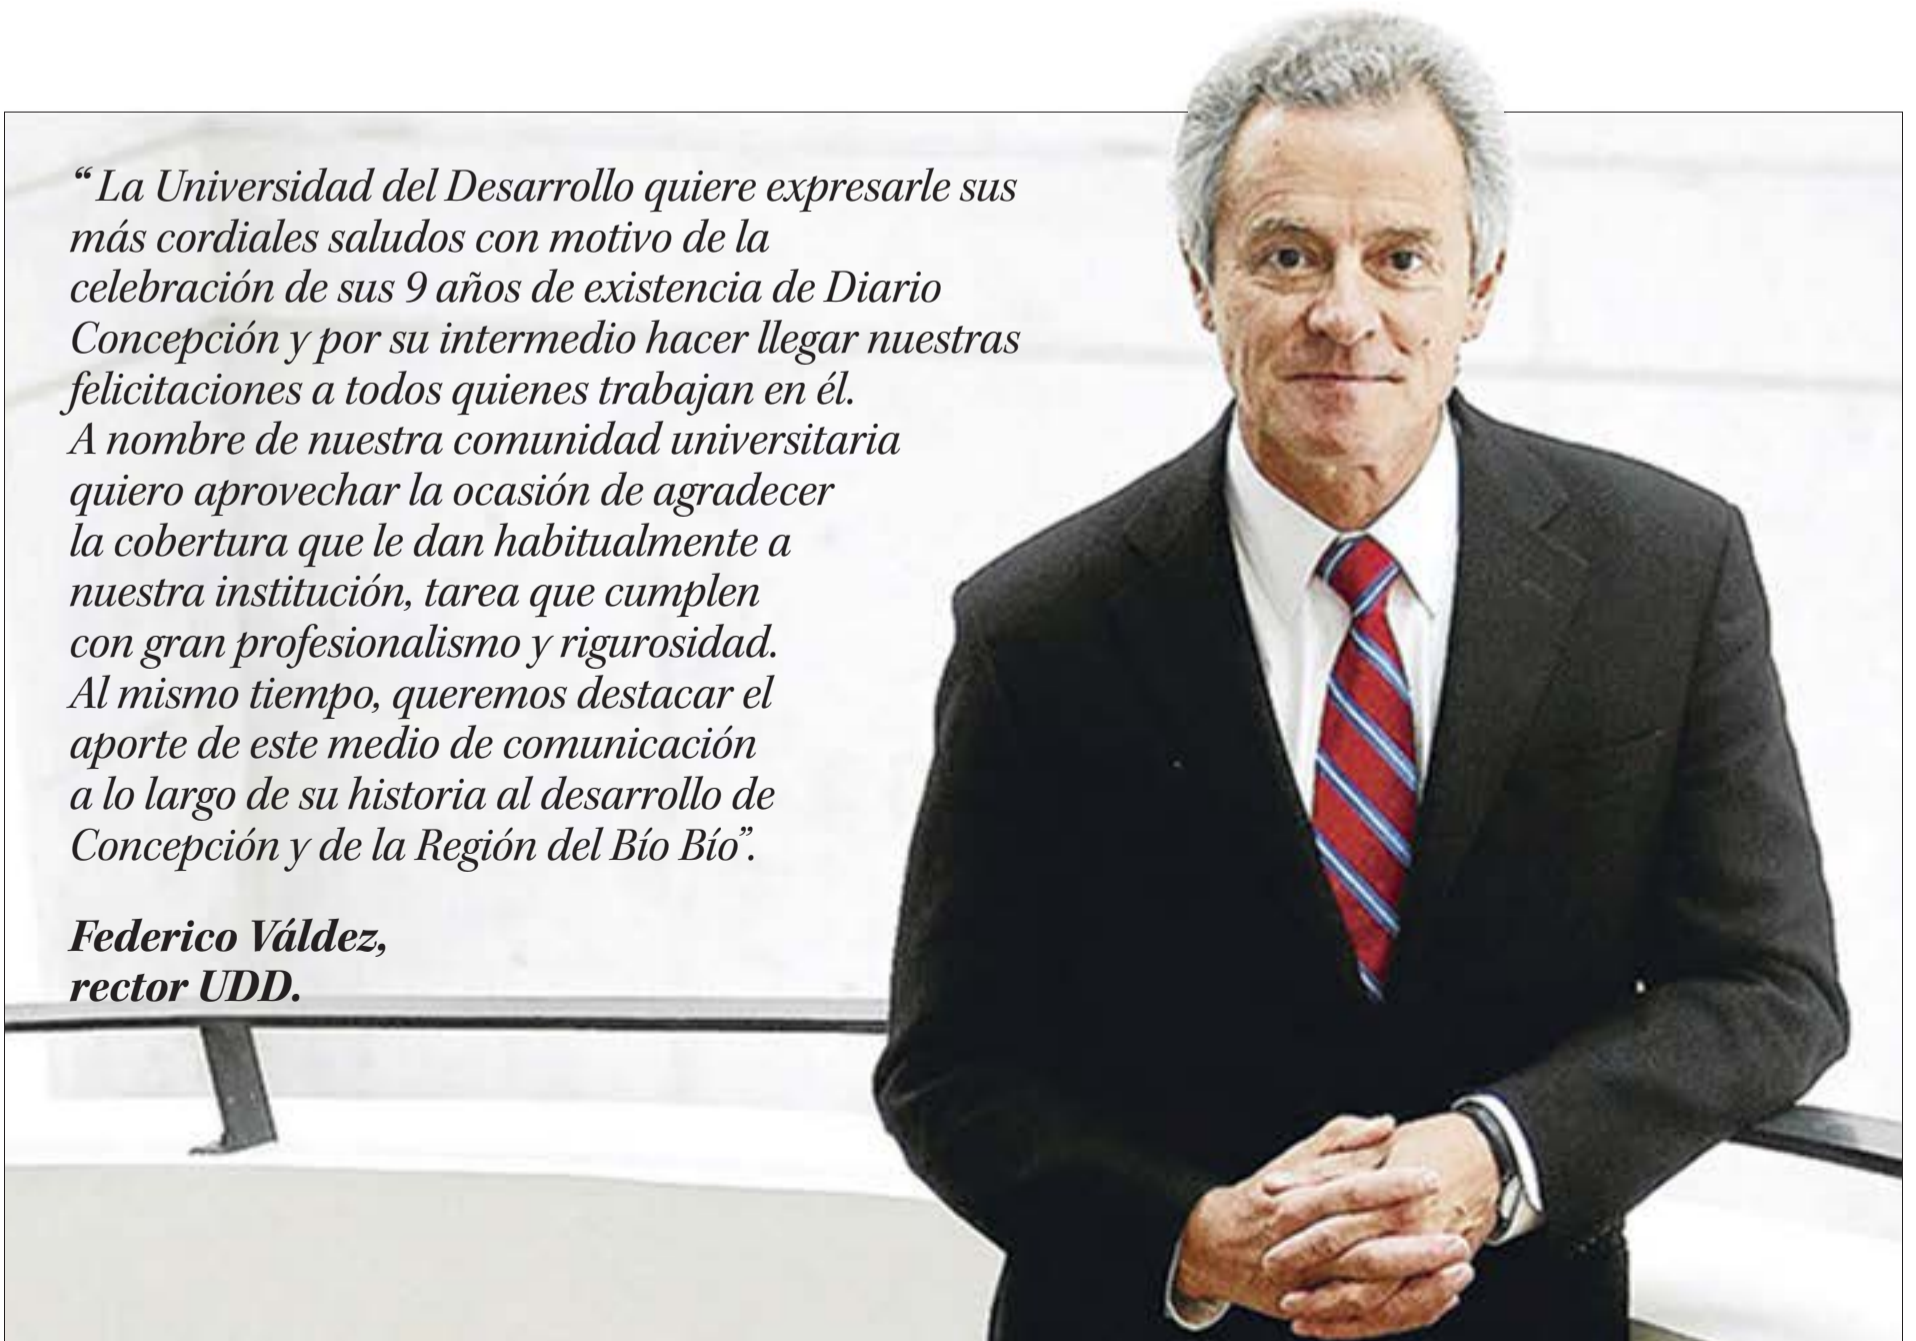 “ La Universidad del Desarrollo quiere expresarle sus
más cordiales saludos con motivo de la
celebración de sus 9 años de existencia de Diario
Concepción y por su intermedio hacer llegar nuestras
felicitaciones a todos quienes trabajan en él.
A nombre de nuestra comunidad universitaria
quiero aprovechar la ocasión de agradecer
la cobertura que le dan habitualmente a
nuestra institución, tarea que cumplen
con gran profesionalismo y rigurosidad.
Al mismo tiempo, queremos destacar el
aporte de este medio de comunicación
a lo largo de su historia al desarrollo de
Concepción y de la Región del Bío Bío”.
Federico Váldez,
rector UDD.